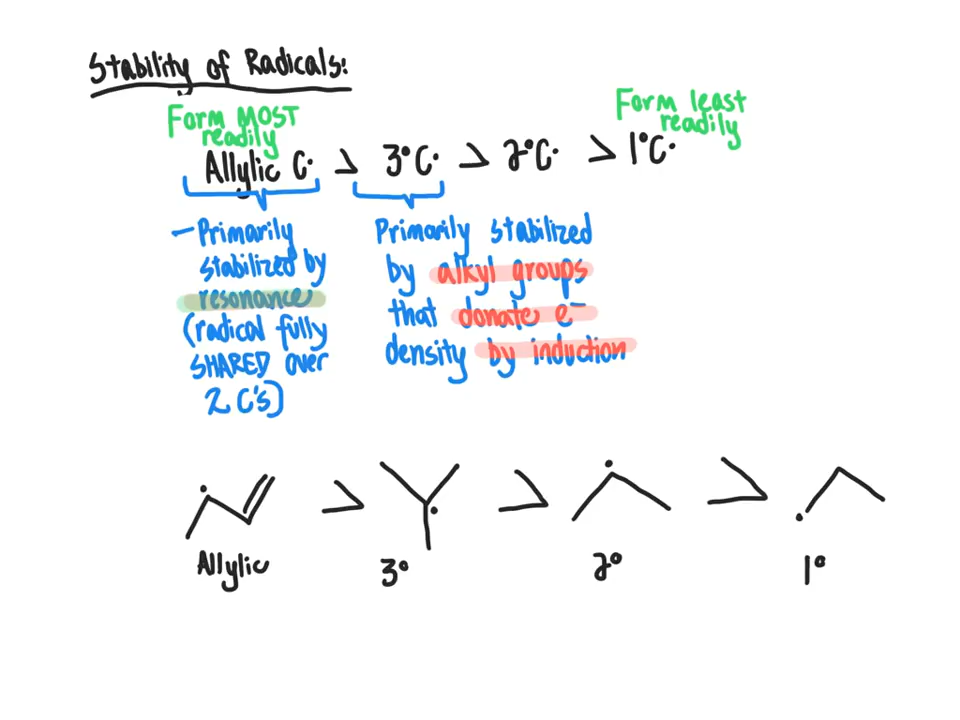 Stability of Radicals:
Form MOST readily
Form least readily
Allylic C· > 3°C· > 2°C· > 1°C·
- Primarily
stabilized by
resonance
(radical fully
SHARED over
2 C's)
Primarily stabilized
by alkyl groups
that donate e⁻
density by induction
> > >
Allylic 3° 2° 1°